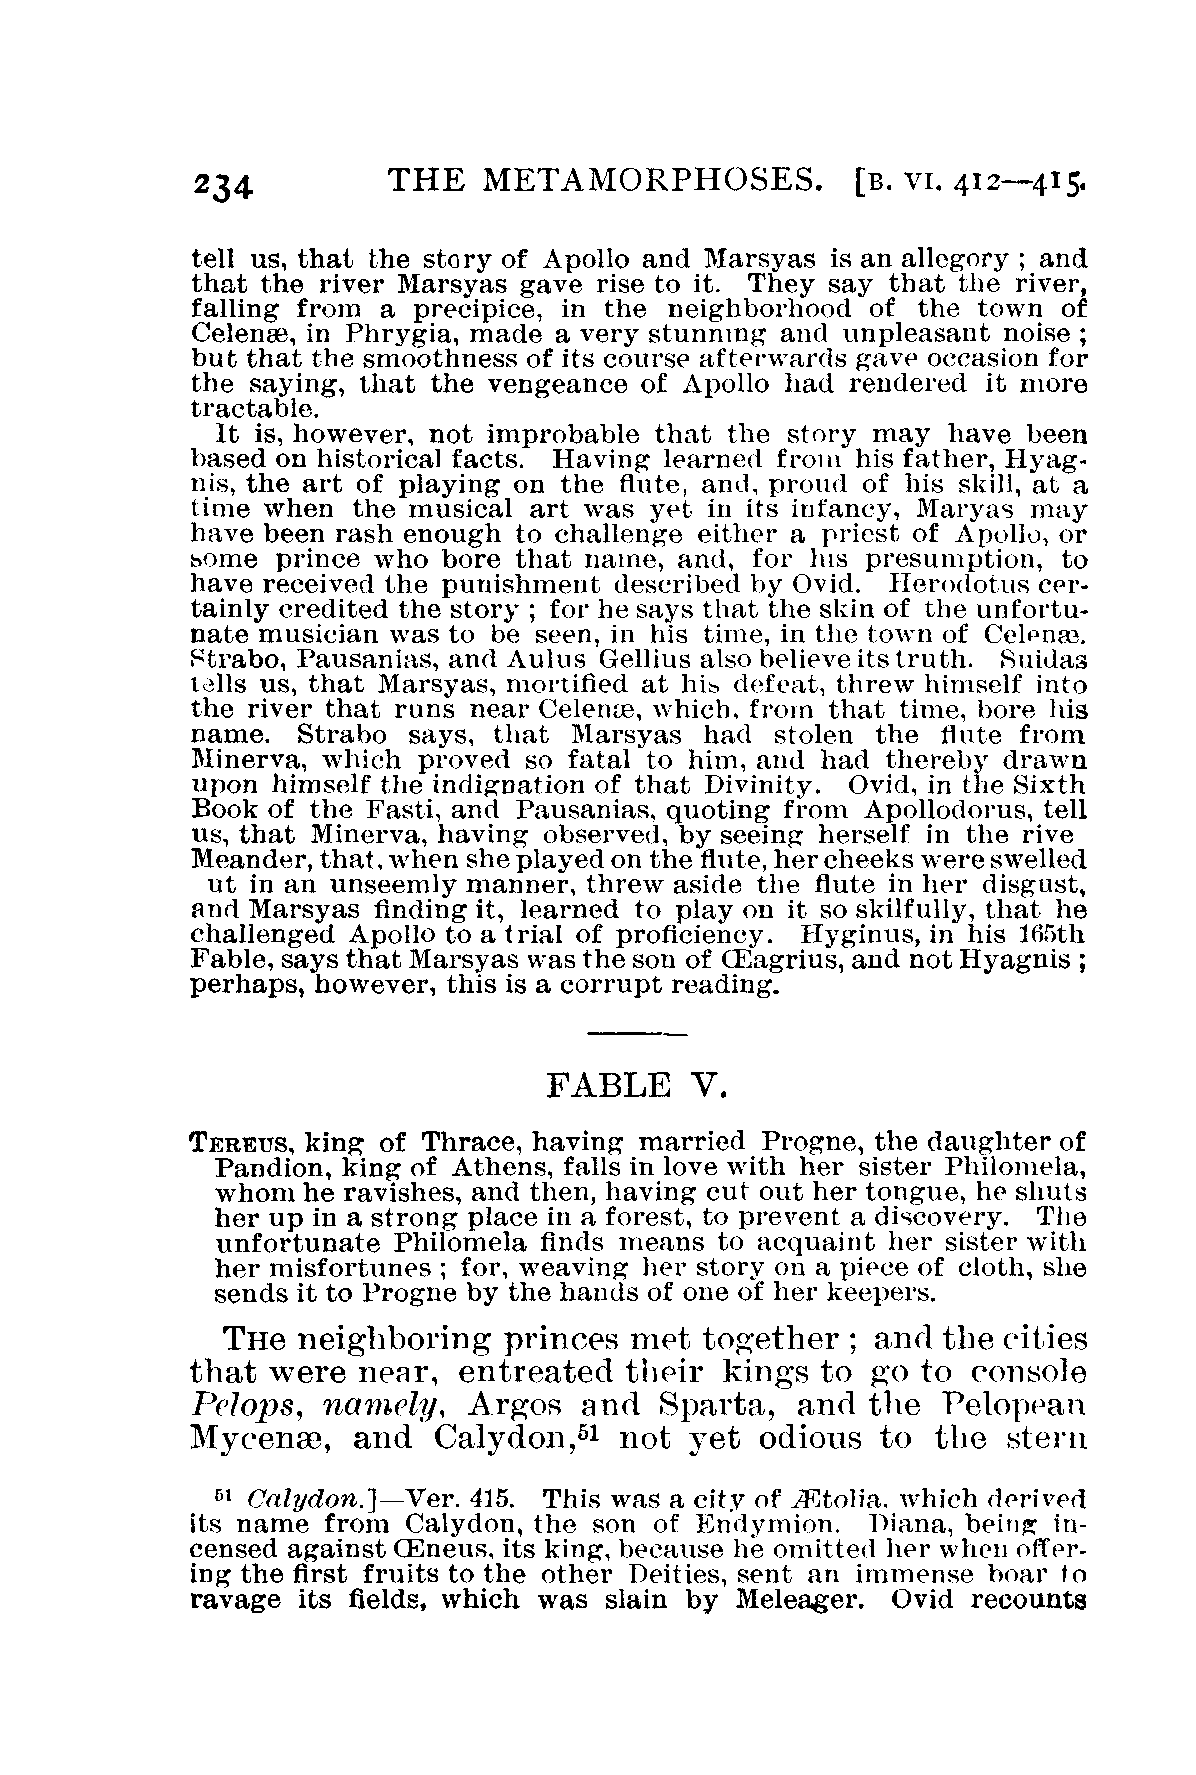 234 THE METAMORPHOSES. [B. VI. 412—415.
tell us, that the story of Apollo and Marsyas is an allegory ; and
that the river Marsyas gave rise to it. They say that the river,
falling from a precipice, in the neighborhood of the town of
Celenæ, in Phrygia, made a very stunning and unpleasant noise ;
but that the smoothness of its course afterwards gave occasion for
the saying, that the vengeance of Apollo had rendered it more
tractable.
It is, however, not improbable that the story may have been
based on historical facts. Having learned from his father, Hyag-
nis, the art of playing on the flute, and, proud of his skill, at a
time when the musical art was yet in its infancy, Maryas may
have been rash enough to challenge either a priest of Apollo, or
some prince who bore that name, and, for his presumption, to
have received the punishment described by Ovid. Herodotus cer-
tainly credited the story ; for he says that the skin of the unfortu-
nate musician was to be seen, in his time, in the town of Celenæ.
Strabo, Pausanias, and Aulus Gellius also believe its truth. Suidas
tells us, that Marsyas, mortified at his defeat, threw himself into
the river that runs near Celenæ, which, from that time, bore his
name. Strabo says, that Marsyas had stolen the flute from
Minerva, which proved so fatal to him, and had thereby drawn
upon himself the indignation of that Divinity. Ovid, in the Sixth
Book of the Fasti, and Pausanias, quoting from Apollodorus, tell
us, that Minerva, having observed, by seeing herself in the rive
Meander, that, when she played on the flute, her cheeks were swelled
ut in an unseemly manner, threw aside the flute in her disgust,
and Marsyas finding it, learned to play on it so skilfully, that he
challenged Apollo to a trial of proficiency. Hyginus, in his 165th
Fable, says that Marsyas was the son of Œagrius, and not Hyagnis ;
perhaps, however, this is a corrupt reading.
FABLE V.
TEREUS, king of Thrace, having married Progne, the daughter of
Pandion, king of Athens, falls in love with her sister Philomela,
whom he ravishes, and then, having cut out her tongue, he shuts
her up in a strong place in a forest, to prevent a discovery. The
unfortunate Philomela finds means to acquaint her sister with
her misfortunes ; for, weaving her story on a piece of cloth, she
sends it to Progne by the hands of one of her keepers.
THE neighboring princes met together ; and the cities
that were near, entreated their kings to go to console
Pelops, namely, Argos and Sparta, and the Pelopean
Mycenæ, and Calydon,⁵¹ not yet odious to the stern
⁵¹ Calydon.]—Ver. 415. This was a city of Ætolia, which derived
its name from Calydon, the son of Endymion. Diana, being in-
censed against Œneus, its king, because he omitted her when offer-
ing the first fruits to the other Deities, sent an immense boar to
ravage its fields, which was slain by Meleager. Ovid recounts